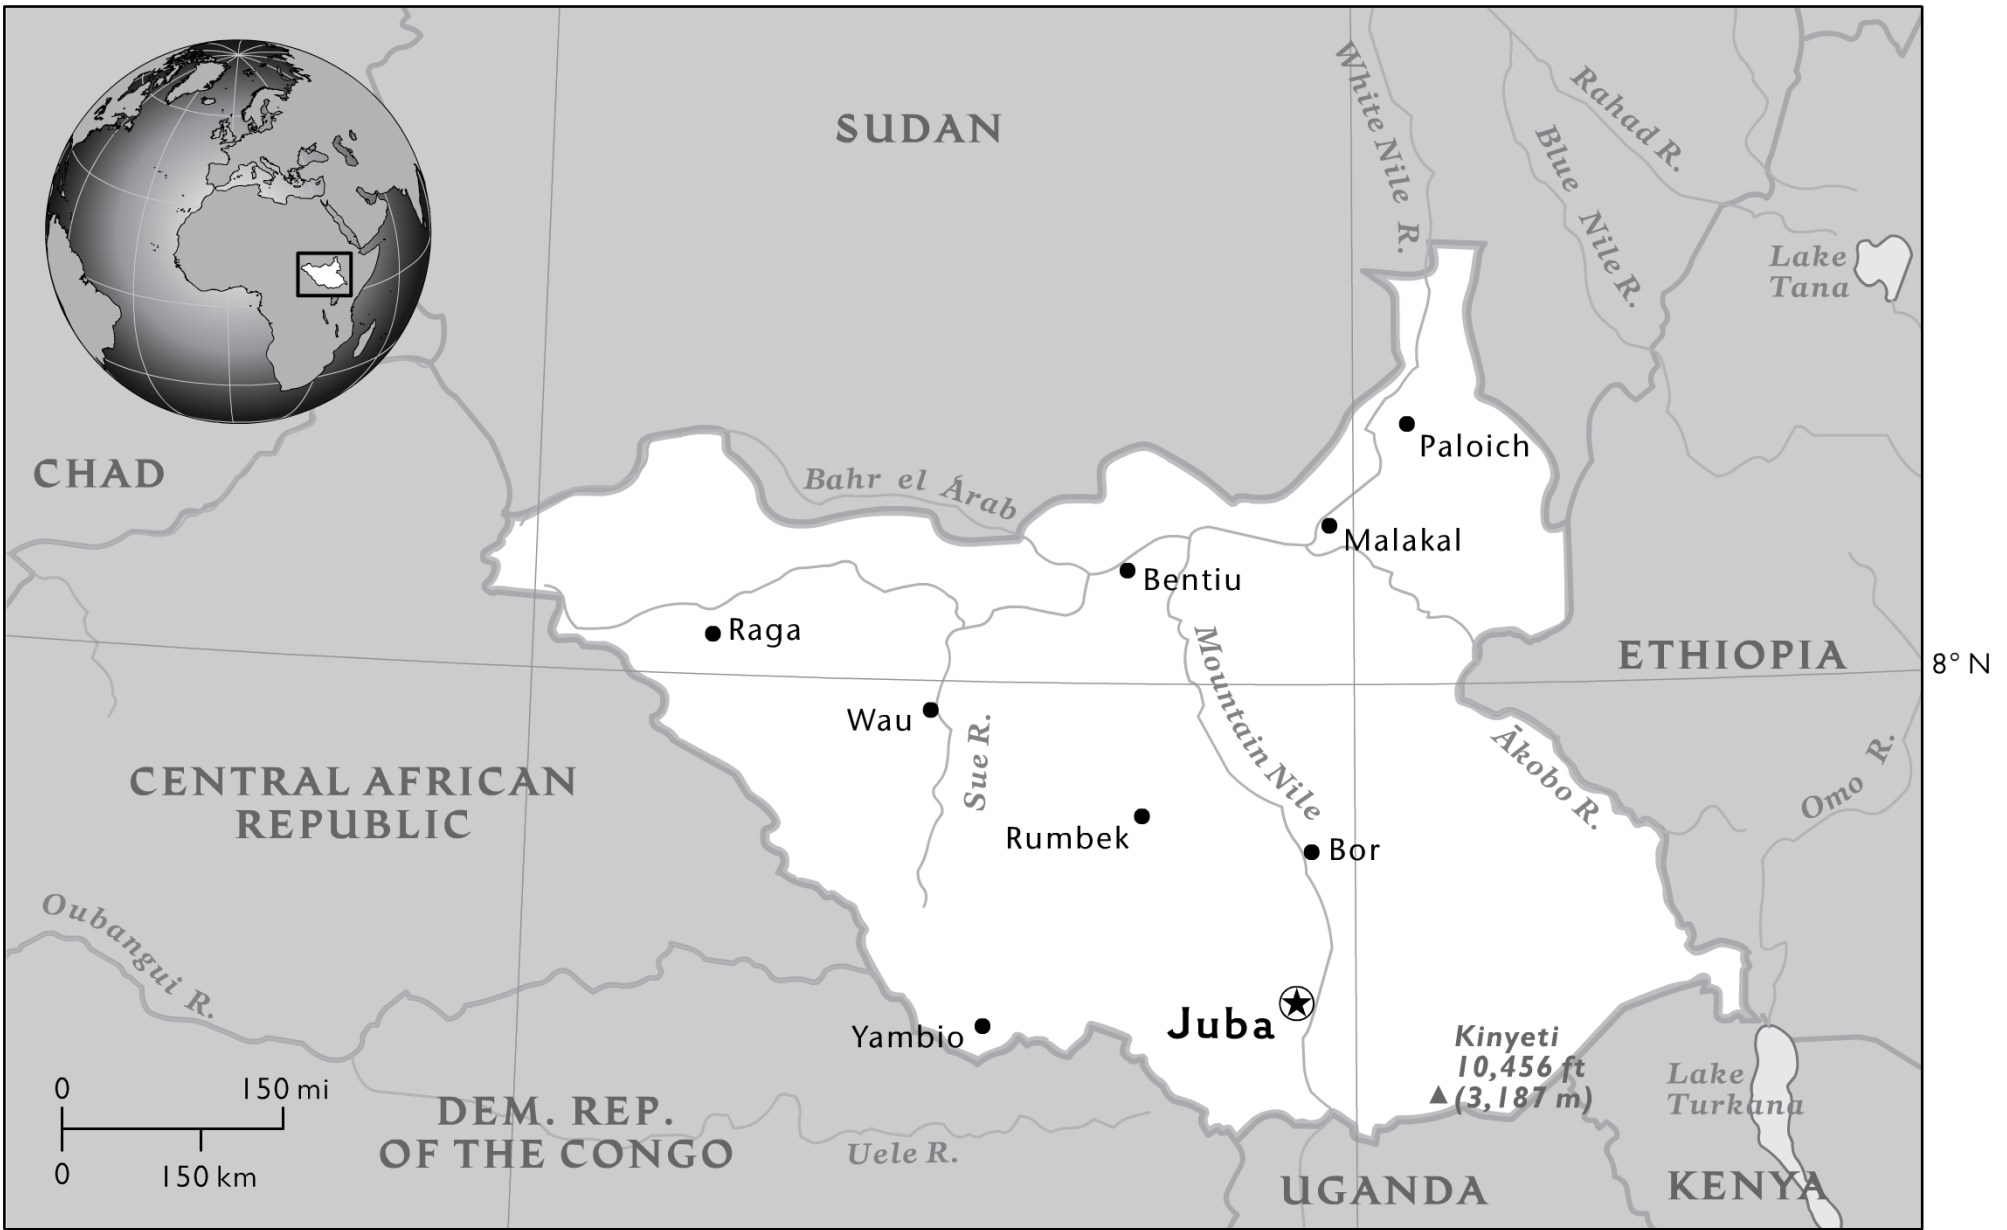 SUDAN
White Nile R.
Rahad R.
Blue Nile R.
Lake
Tana
CHAD
Bahr el Árab
Paloich
Malakal
Bentiu
Raga
ETHIOPIA
8° N
Mountain Nile
Wau
Sue R.
Ākobo R.
Omo R.
CENTRAL AFRICAN
REPUBLIC
Rumbek
Bor
Oubangui R.
Juba
Yambio
Kinyeti
10,456 ft
(3,187 m)
Lake
Turkana
0 150 mi
0 150 km
DEM. REP.
OF THE CONGO
Uele R.
UGANDA
KENYA